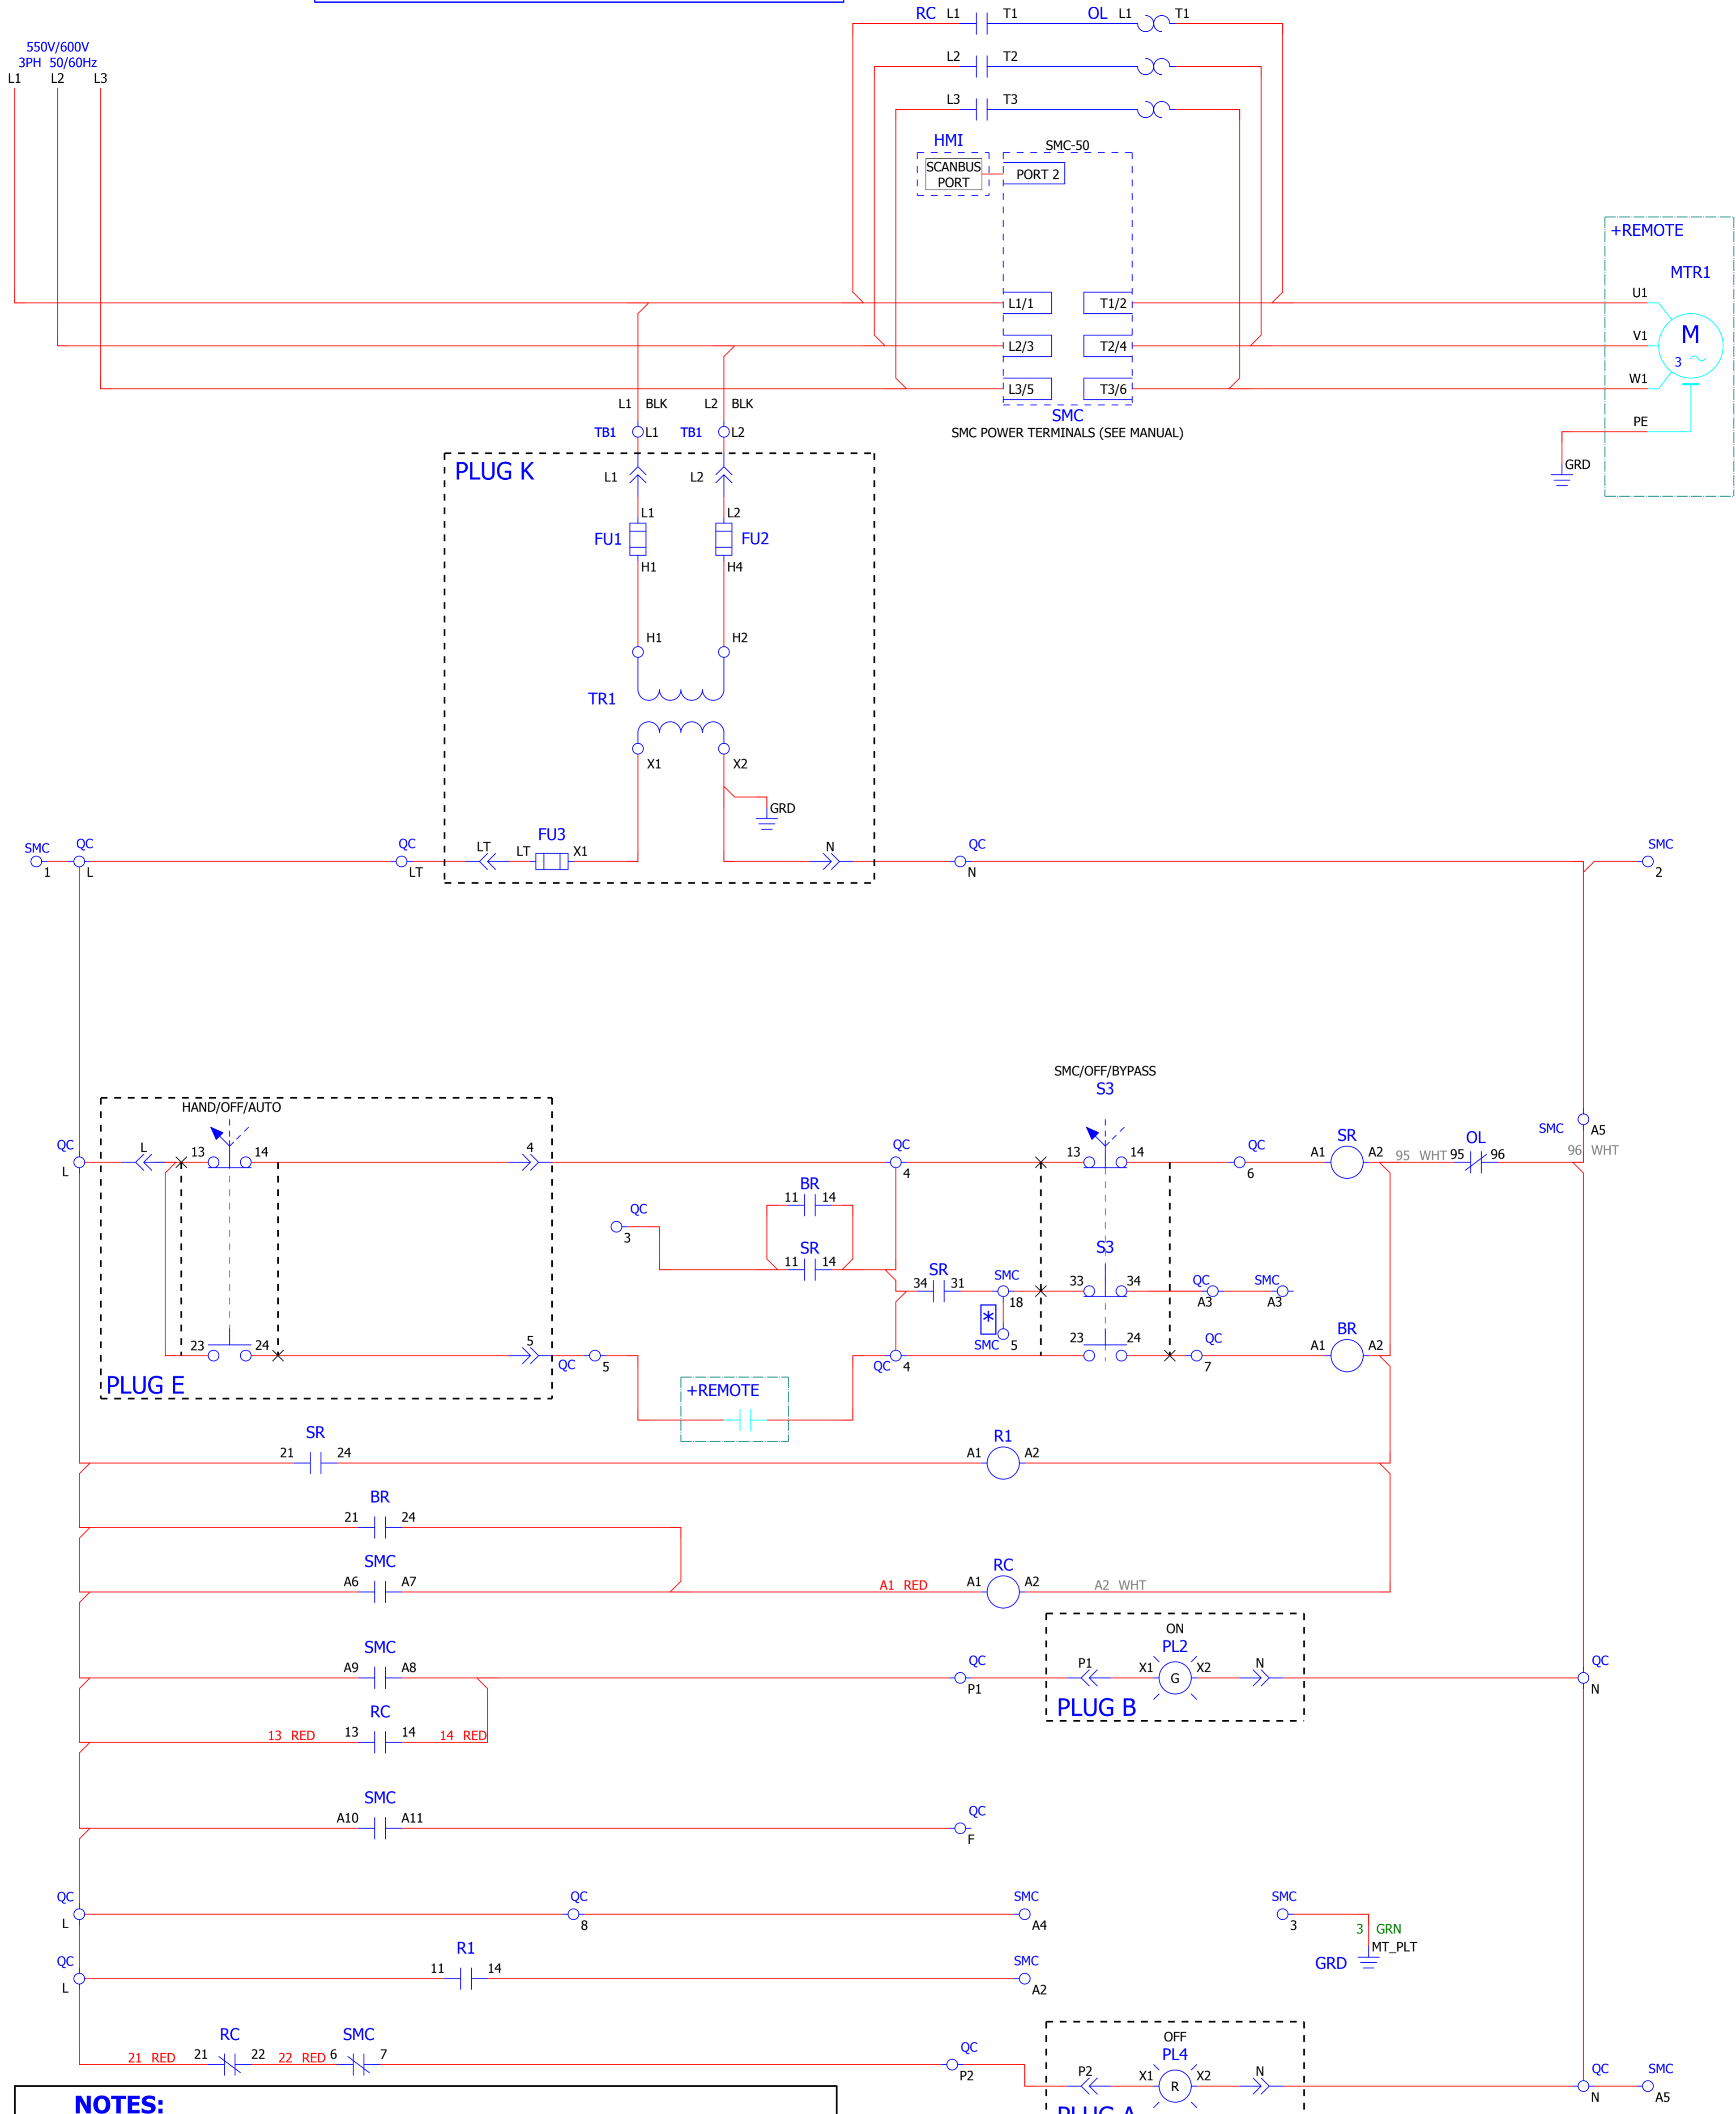 RC L1 T1 OL L1 T1
550V/600V
3PH 50/60Hz
L1 L2 L3
L2 T2
L3 T3
HMI
SMC-50
SCANBUS
PORT
PORT 2
+REMOTE
MTR1
L1/1 T1/2 U1
L2/3 T2/4 V1
M
3
L3/5 T3/6 W1
SMC
SMC POWER TERMINALS (SEE MANUAL)
PE
GRD
L1 BLK L2 BLK
TB1 L1 TB1 L2
PLUG K
L1 L2
L1 L2
FU1 FU2
H1 H4
H1 H2
TR1
X1 X2
GRD
SMC QC QC LT LT FU3 X1 N QC SMC
1 L LT N 2
SMC/OFF/BYPASS
S3
HAND/OFF/AUTO
SMC A5
QC L 13 14 4 QC 13 14 QC SR A1 A2 95 WHT OL 95 96 96 WHT
L 4 6
BR
11 14
QC
3
SR
11 14
S3
SR
34 31 SMC 33 34 QC SMC
18 A3 A3
*
SMC 5
23 24 5 23 24 QC BR A1 A2
QC 5 QC 4 7
PLUG E
+REMOTE
SR R1
21 24 A1 A2
BR
21 24
SMC RC
A6 A7 A1 RED A1 A2 A2 WHT
ON
SMC PL2
A9 A8 QC P1 X1 G X2 N QC
P1 N
PLUG B
RC
13 RED 13 14 14 RED
SMC
A10 A11 QC
F
QC QC SMC SMC
L 8 A4 3
3 GRN
MT_PLT
GRD
QC R1 SMC
L 11 14 A2
OFF
RC SMC PL4
21 RED 21 22 22 RED 6 7 QC
P2 P2 X1 R X2 N QC SMC
N A5
NOTES:
PLUG A